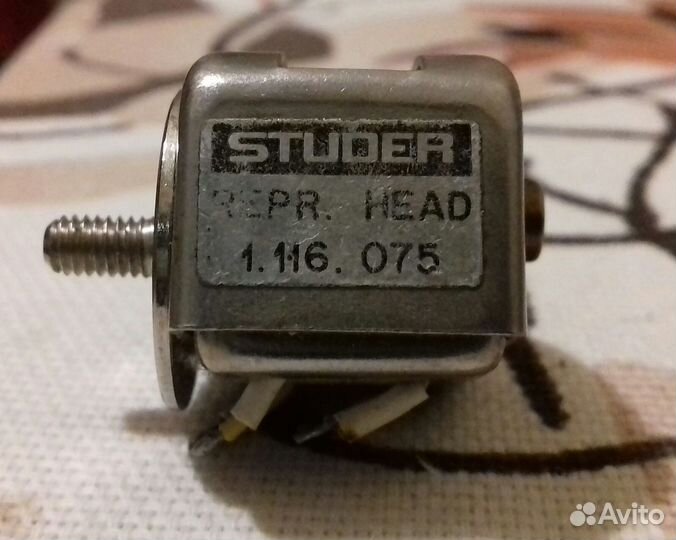 STUDER
REPR. HEAD
1.116.075
Avito